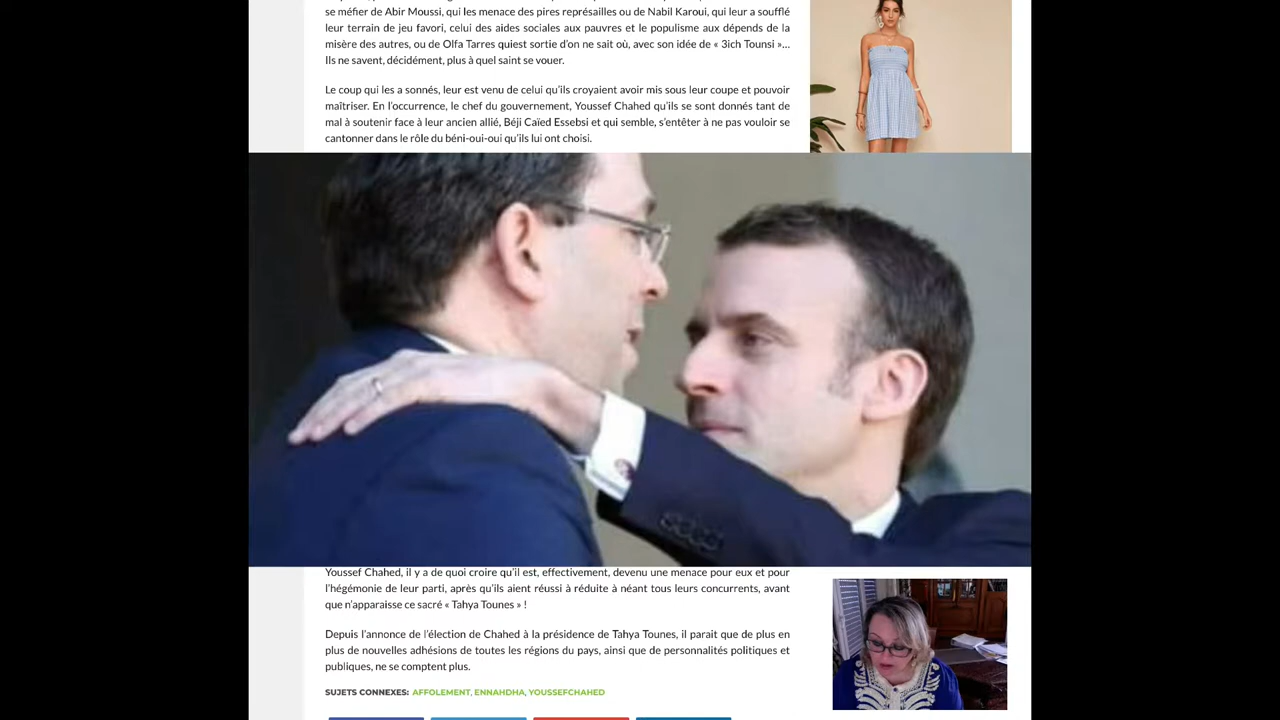 se méfier de Abir Moussi, qui les menace des pires représailles ou de Nabil Karoui, qui leur a soufflé
leur terrain de jeu favori, celui des aides sociales aux pauvres et le populisme aux dépends de la
misère des autres, ou de Olfa Tarres quiest sortie d’on ne sait où, avec son idée de « 3ich Tounsi »…
Ils ne savent, décidément, plus à quel saint se vouer.
Le coup qui les a sonnés, leur est venu de celui qu’ils croyaient avoir mis sous leur coupe et pouvoir
maîtriser. En l’occurrence, le chef du gouvernement, Youssef Chahed qu’ils se sont donnés tant de
mal à soutenir face à leur ancien allié, Béji Caïed Essebsi et qui semble, s’entêter à ne pas vouloir se
cantonner dans le rôle du béni-oui-oui qu’ils lui ont choisi.
Youssef Chahed, il y a de quoi croire qu’il est, effectivement, devenu une menace pour eux et pour
l’hégémonie de leur parti, après qu’ils aient réussi à réduite à néant tous leurs concurrents, avant
que n’apparaisse ce sacré « Tahya Tounes » !
Depuis l’annonce de l’élection de Chahed à la présidence de Tahya Tounes, il parait que de plus en
plus de nouvelles adhésions de toutes les régions du pays, ainsi que de personnalités politiques et
publiques, ne se comptent plus.
SUJETS CONNEXES: AFFOLEMENT, ENNAHDHA, YOUSSEFCHAHED